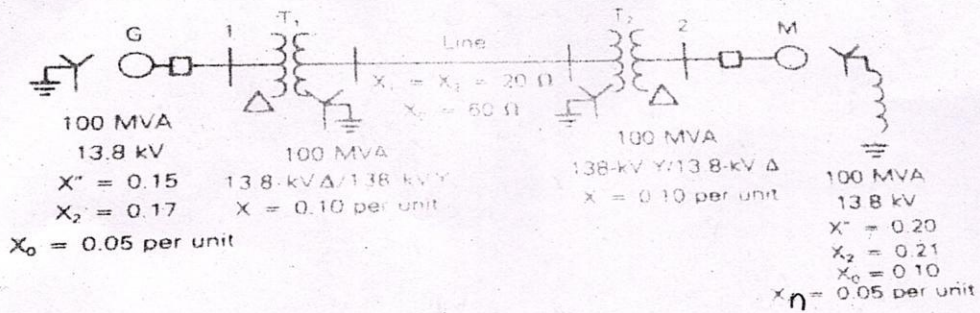 G
1
T₁
Line
T₂
2
M
X₁ = X₂ = 20 Ω
X₀ = 60 Ω
100 MVA
13.8 kV
X" = 0.15
X₂ = 0.17
X₀ = 0.05 per unit
100 MVA
13.8-kV Δ/138 kV Y
X = 0.10 per unit
100 MVA
138-kV Y/13.8-kV Δ
X = 0.10 per unit
100 MVA
13.8 kV
X" = 0.20
X₂ = 0.21
X₀ = 0.10
Xn = 0.05 per unit